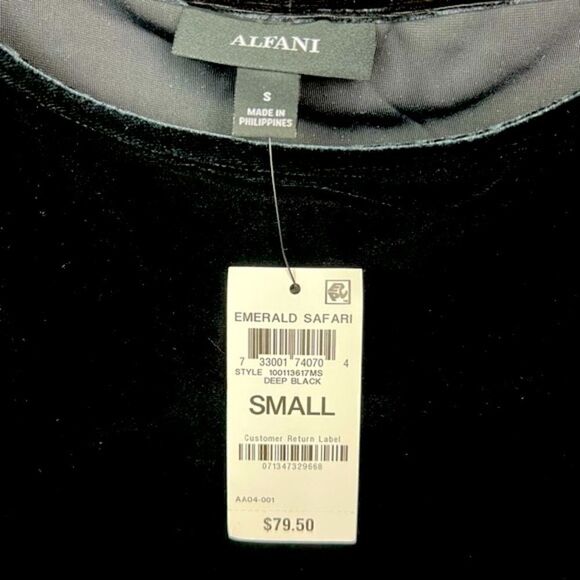 ALFANI
S
MADE IN
PHILIPPINES
EMERALD SAFARI
7 33001 74070 4
STYLE 100113617MS
DEEP BLACK
SMALL
Customer Return Label
071347329668
AA04-001
$79.50